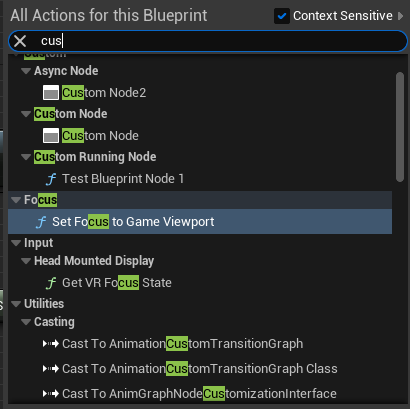 All Actions for this Blueprint Context Sensitive
cus
Custom
Async Node
Custom Node2
Custom Node
Custom Node
Custom Running Node
Test Blueprint Node 1
Focus
Set Focus to Game Viewport
Input
Head Mounted Display
Get VR Focus State
Utilities
Casting
Cast To AnimationCustomTransitionGraph
Cast To AnimationCustomTransitionGraph Class
Cast To AnimGraphNodeCustomizationInterface